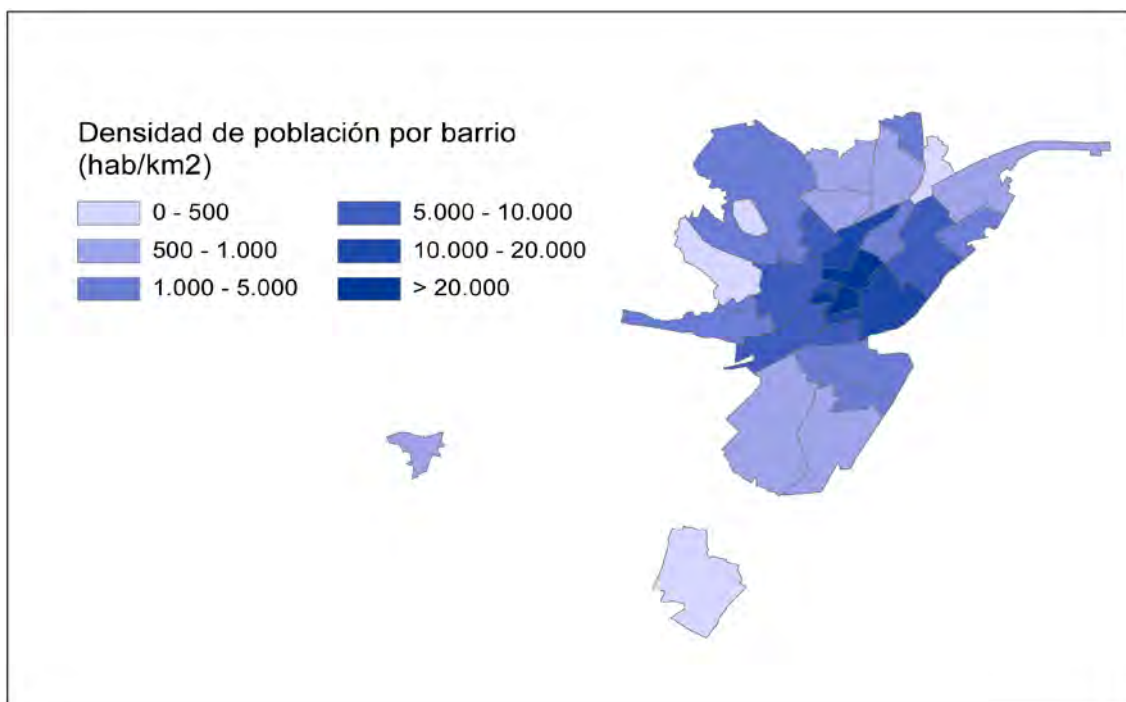 Densidad de población por barrio
(hab/km2)
0 - 500
500 - 1.000
1.000 - 5.000
5.000 - 10.000
10.000 - 20.000
> 20.000